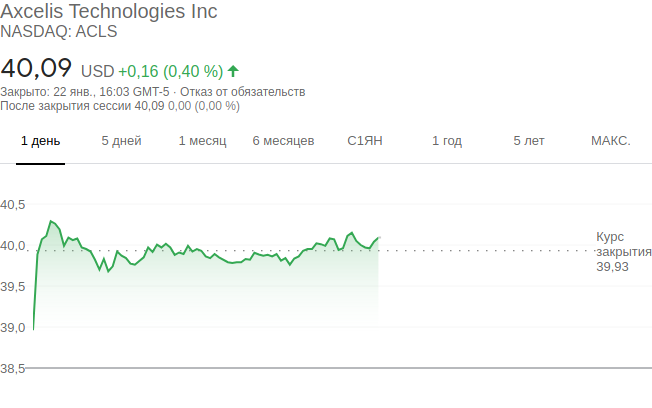 Axcelis Technologies Inc
NASDAQ: ACLS
40,09 USD +0,16 (0,40 %)
Закрыто: 22 янв., 16:03 GMT-5 · Отказ от обязательств
После закрытия сессии 40,09 0,00 (0,00 %)
1 день 5 дней 1 месяц 6 месяцев С1ЯН 1 год 5 лет МАКС.
40,5
40,0
39,5
39,0
38,5
Курс
закрытия
39,93